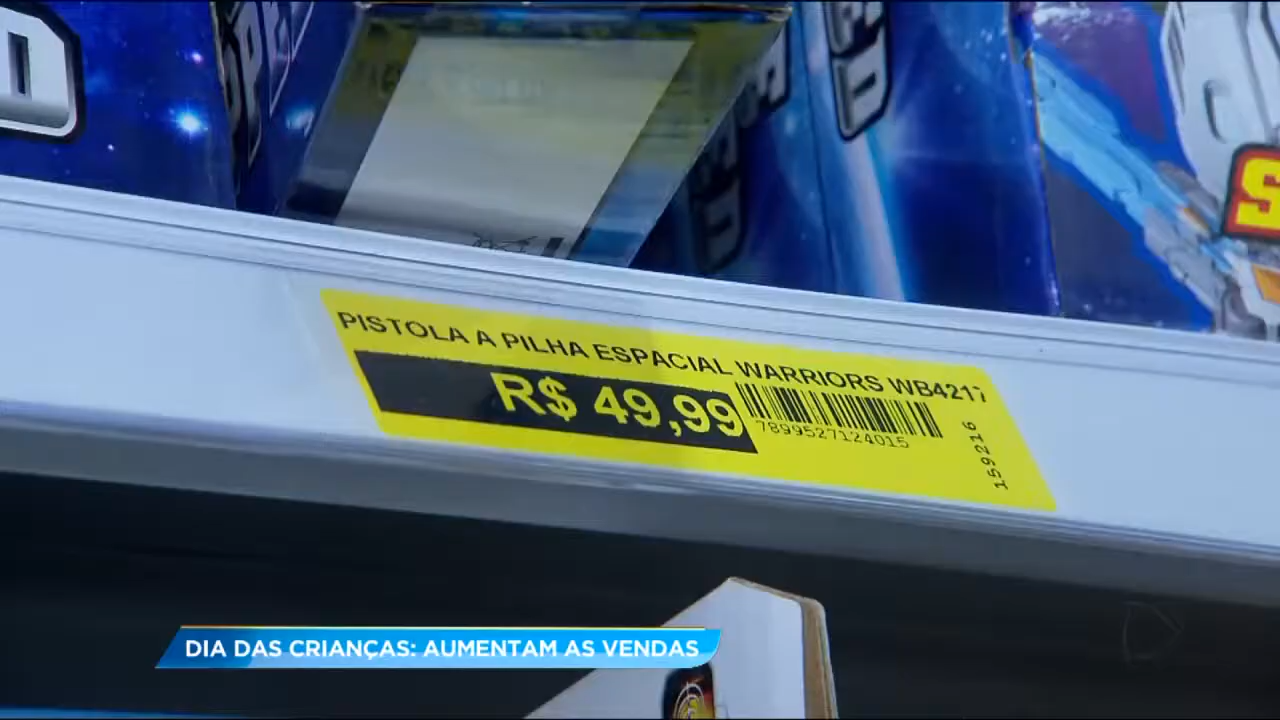 PISTOLA A PILHA ESPACIAL WARRIORS WB4217
R$ 49,99
7899527124015
159216
DIA DAS CRIANÇAS: AUMENTAM AS VENDAS